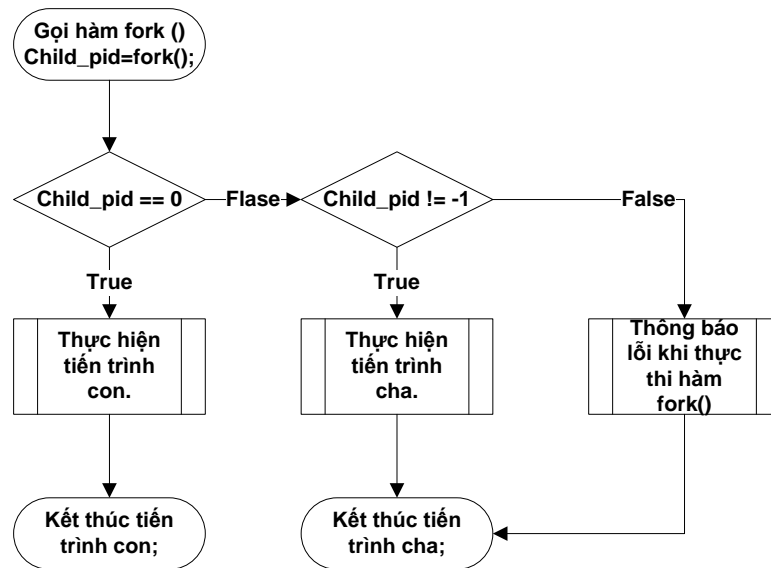 Gọi hàm fork ()
Child_pid=fork();
Child_pid == 0
Flase
Child_pid != -1
False
True
True
Thực hiện
tiến trình
con.
Thực hiện
tiến trình
cha.
Thông báo
lỗi khi thực
thi hàm
fork()
Kết thúc tiến
trình con;
Kết thúc tiến
trình cha;